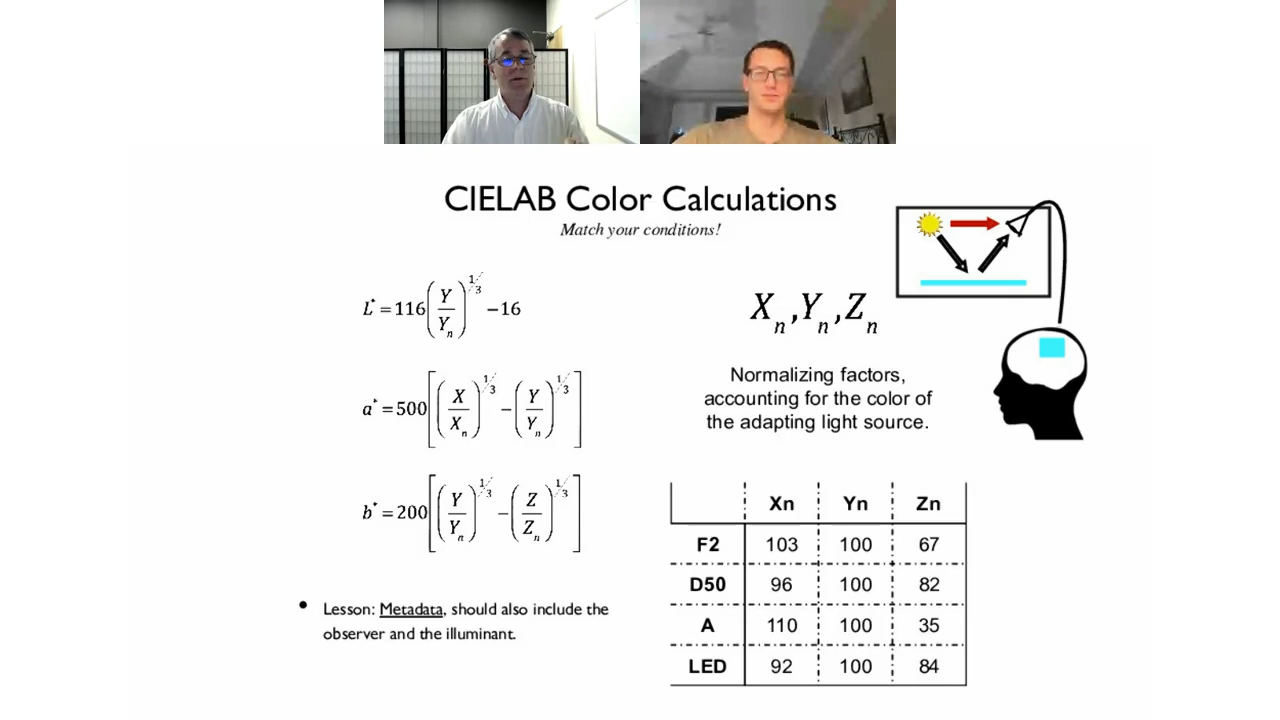 CIELAB Color Calculations
Match your conditions!
L* = 116(Y/Yn)^1/3 − 16
a* = 500[(X/Xn)^1/3 − (Y/Yn)^1/3]
b* = 200[(Y/Yn)^1/3 − (Z/Zn)^1/3]
• Lesson: Metadata, should also include the
observer and the illuminant.
Xn, Yn, Zn
Normalizing factors,
accounting for the color of
the adapting light source.
Xn Yn Zn
F2 103 100 67
D50 96 100 82
A 110 100 35
LED 92 100 84